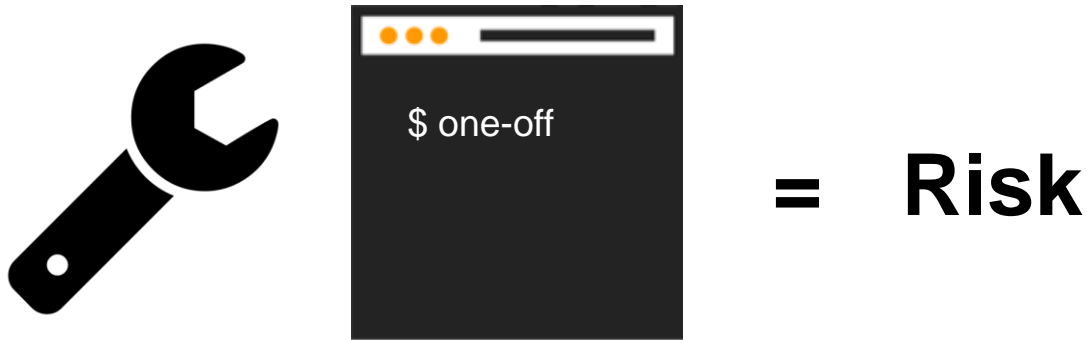 $ one-off
= Risk